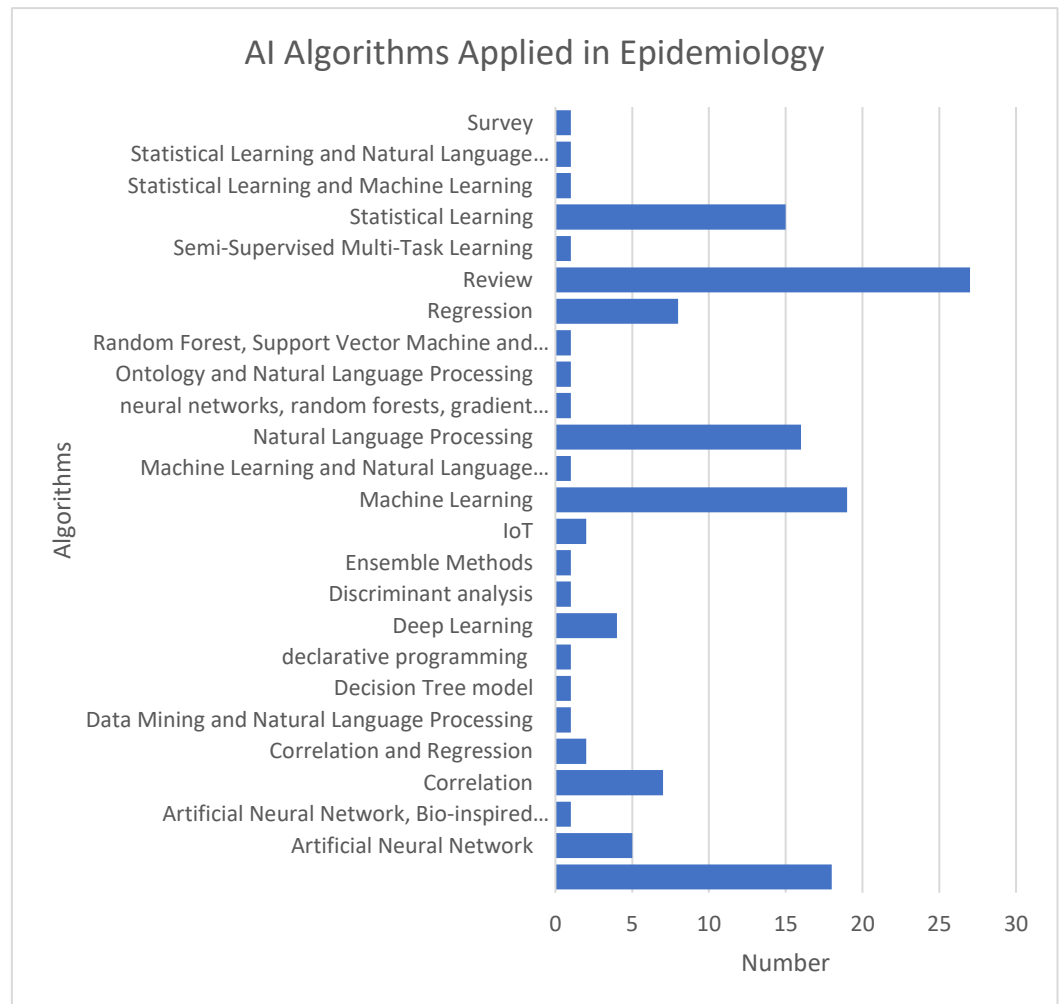 AI Algorithms Applied in Epidemiology
Survey
Statistical Learning and Natural Language...
Statistical Learning and Machine Learning
Statistical Learning
Semi-Supervised Multi-Task Learning
Review
Regression
Random Forest, Support Vector Machine and...
Ontology and Natural Language Processing
neural networks, random forests, gradient...
Natural Language Processing
Machine Learning and Natural Language...
Machine Learning
IoT
Ensemble Methods
Discriminant analysis
Deep Learning
declarative programming
Decision Tree model
Data Mining and Natural Language Processing
Correlation and Regression
Correlation
Artificial Neural Network, Bio-inspired...
Artificial Neural Network
Algorithms
0 5 10 15 20 25 30
Number